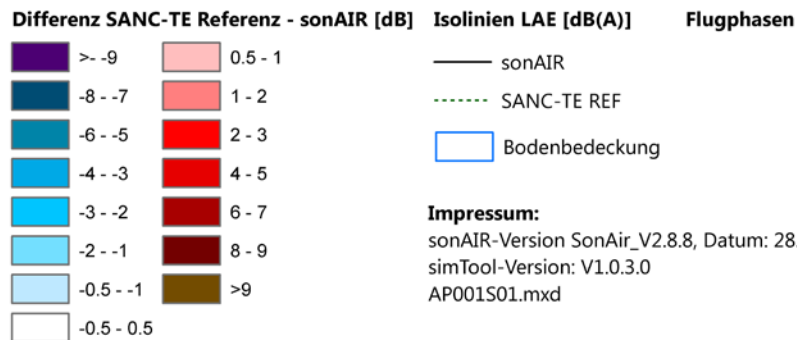 Differenz SANC-TE Referenz - sonAIR [dB]
>- -9
-8 - -7
-6 - -5
-4 - -3
-3 - -2
-2 - -1
-0.5 - -1
-0.5 - 0.5
0.5 - 1
1 - 2
2 - 3
4 - 5
6 - 7
8 - 9
>9
Isolinien LAE [dB(A)]
sonAIR
SANC-TE REF
Bodenbedeckung
Flugphasen
Impressum:
sonAIR-Version SonAir_V2.8.8, Datum: 28.
simTool-Version: V1.0.3.0
AP001S01.mxd